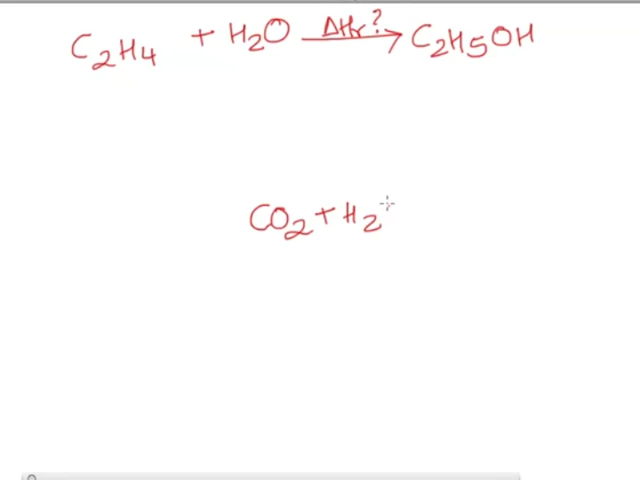 C2H4 + H2O ΔHr? → C2H5OH
CO2 + H2